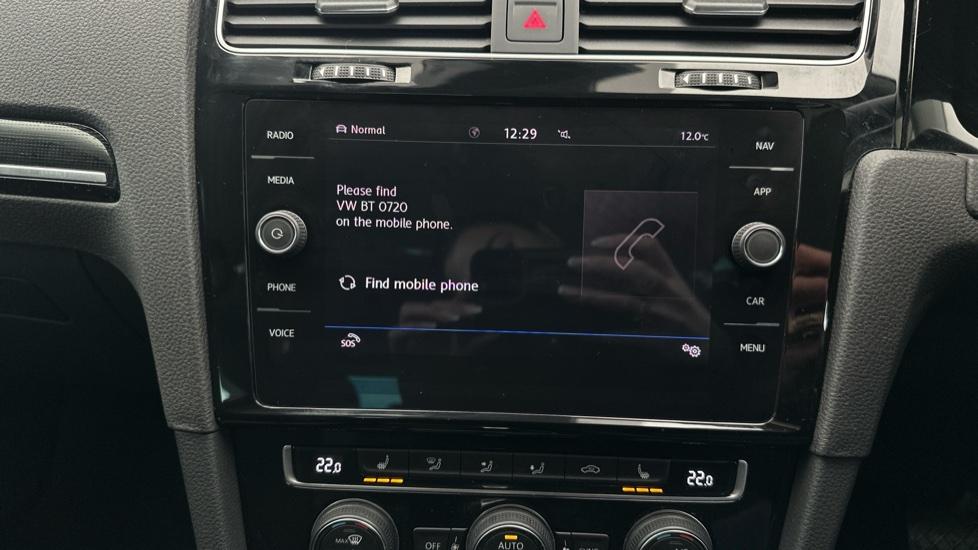 RADIO
MEDIA
PHONE
VOICE
Normal
12:29
12.0°C
Please find
VW BT 0720
on the mobile phone.
Find mobile phone
SOS
NAV
APP
CAR
MENU
22.0
22.0
MAX
OFF
AUTO